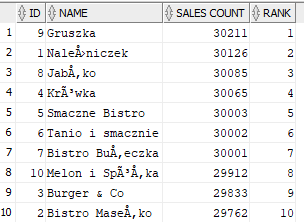 ID NAME SALES COUNT RANK
1 9 Gruszka 30211 1
2 1 NaleÅ›niczek 30126 2
3 8 JabÅ‚ko 30085 3
4 4 KrÃ³wka 30065 4
5 5 Smaczne Bistro 30003 5
6 6 Tanio i smacznie 30002 6
7 7 Bistro BuÅ‚eczka 30001 7
8 10 Melon i SpÃ³Å‚ka 29912 8
9 3 Burger & Co 29833 9
10 2 Bistro MaseÅ‚ko 29762 10